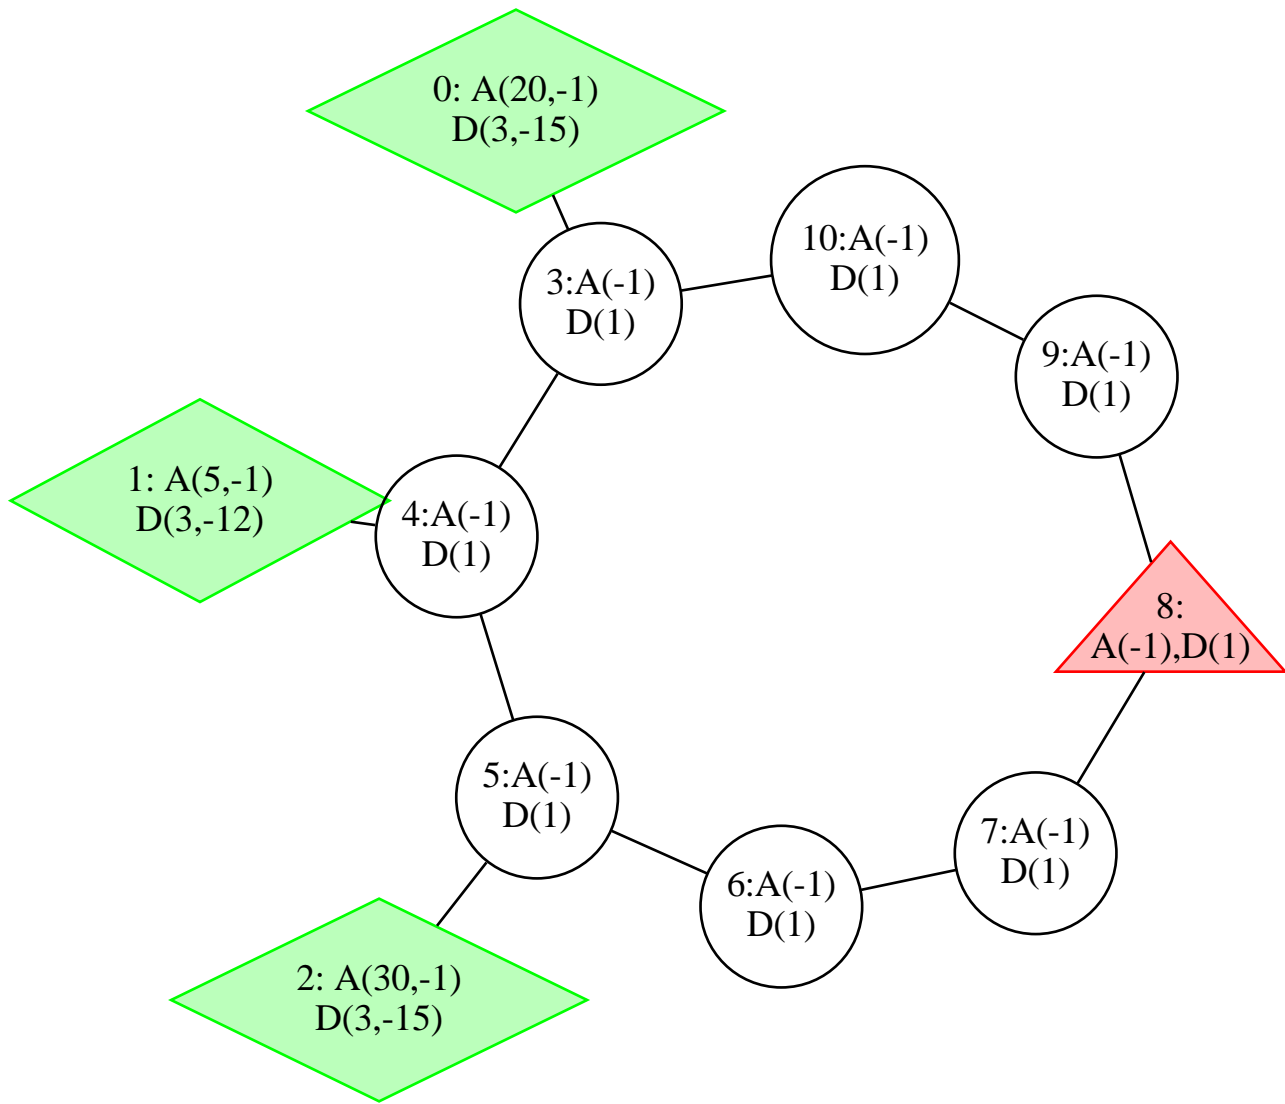 0: A(20,-1)
D(3,-15)
10:A(-1)
D(1)
3:A(-1)
D(1)
9:A(-1)
D(1)
1: A(5,-1)
D(3,-12)
4:A(-1)
D(1)
8:
A(-1),D(1)
5:A(-1)
D(1)
7:A(-1)
D(1)
6:A(-1)
D(1)
2: A(30,-1)
D(3,-15)